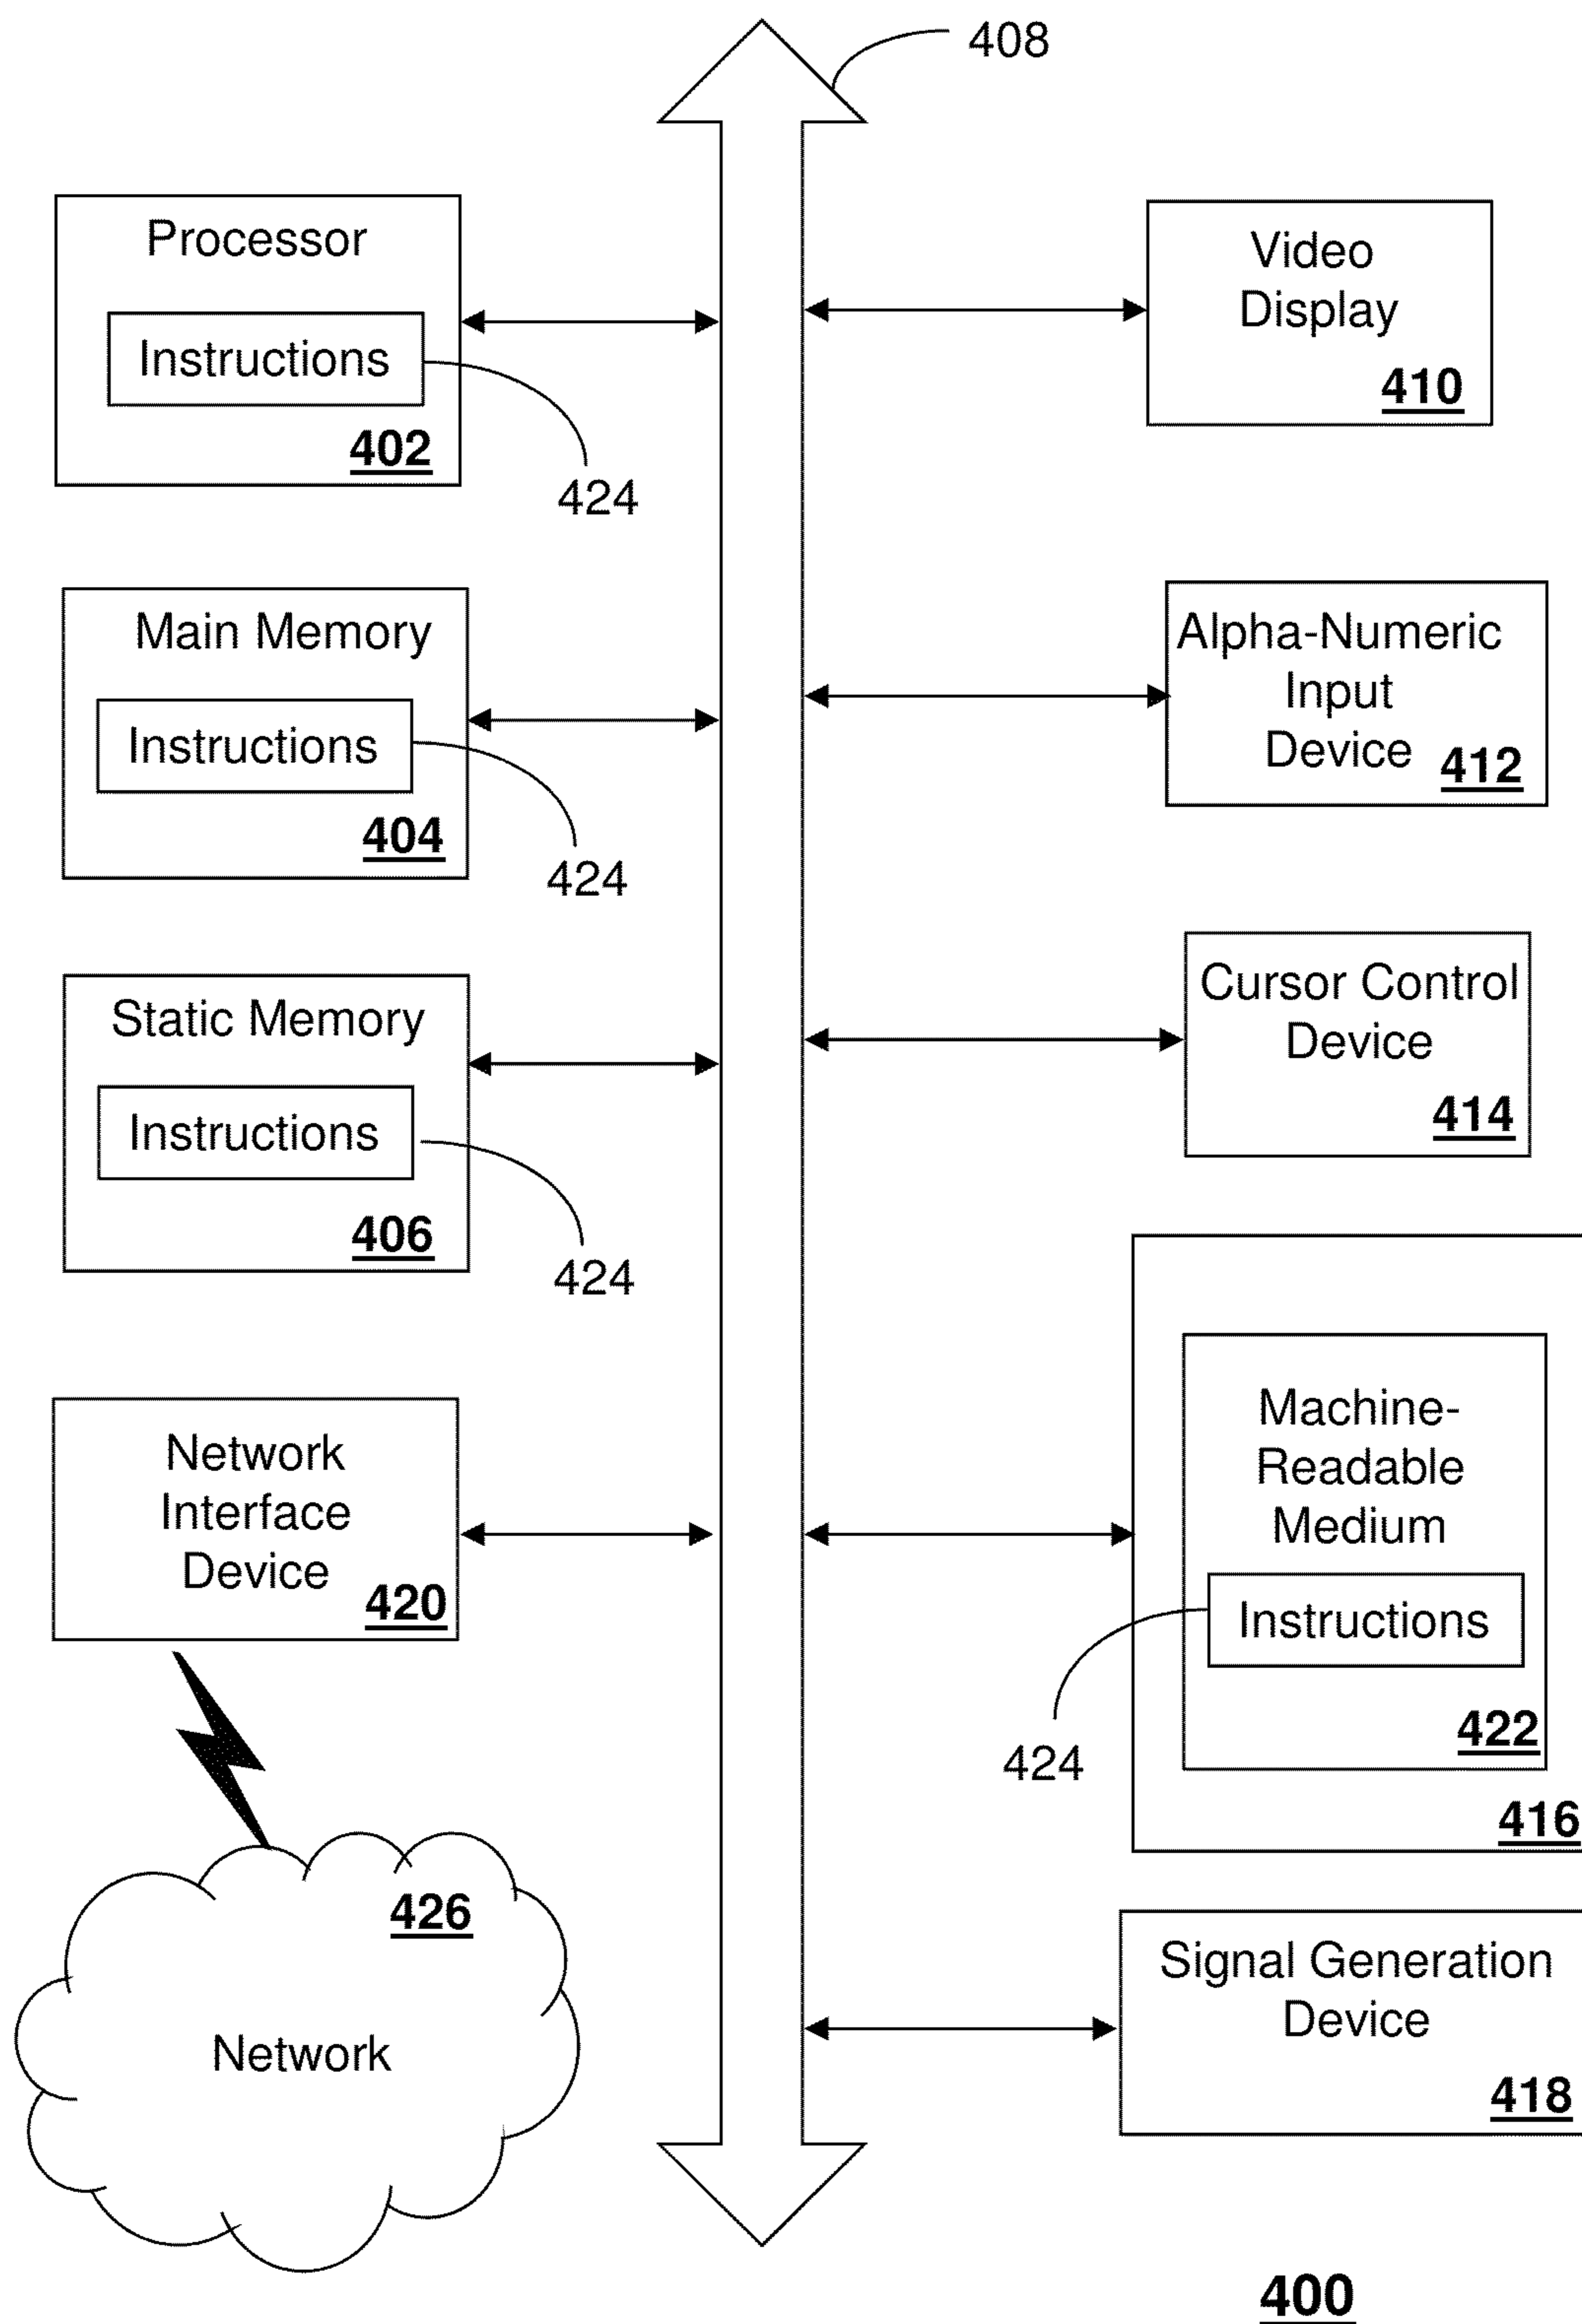 408
Processor
Instructions
402
424
Main Memory
Instructions
404
424
Static Memory
Instructions
406
424
Network
Interface
Device
420
426
Network
Video
Display
410
Alpha-Numeric
Input
Device
412
Cursor Control
Device
414
Machine-
Readable
Medium
Instructions
424
422
416
Signal Generation
Device
418
400